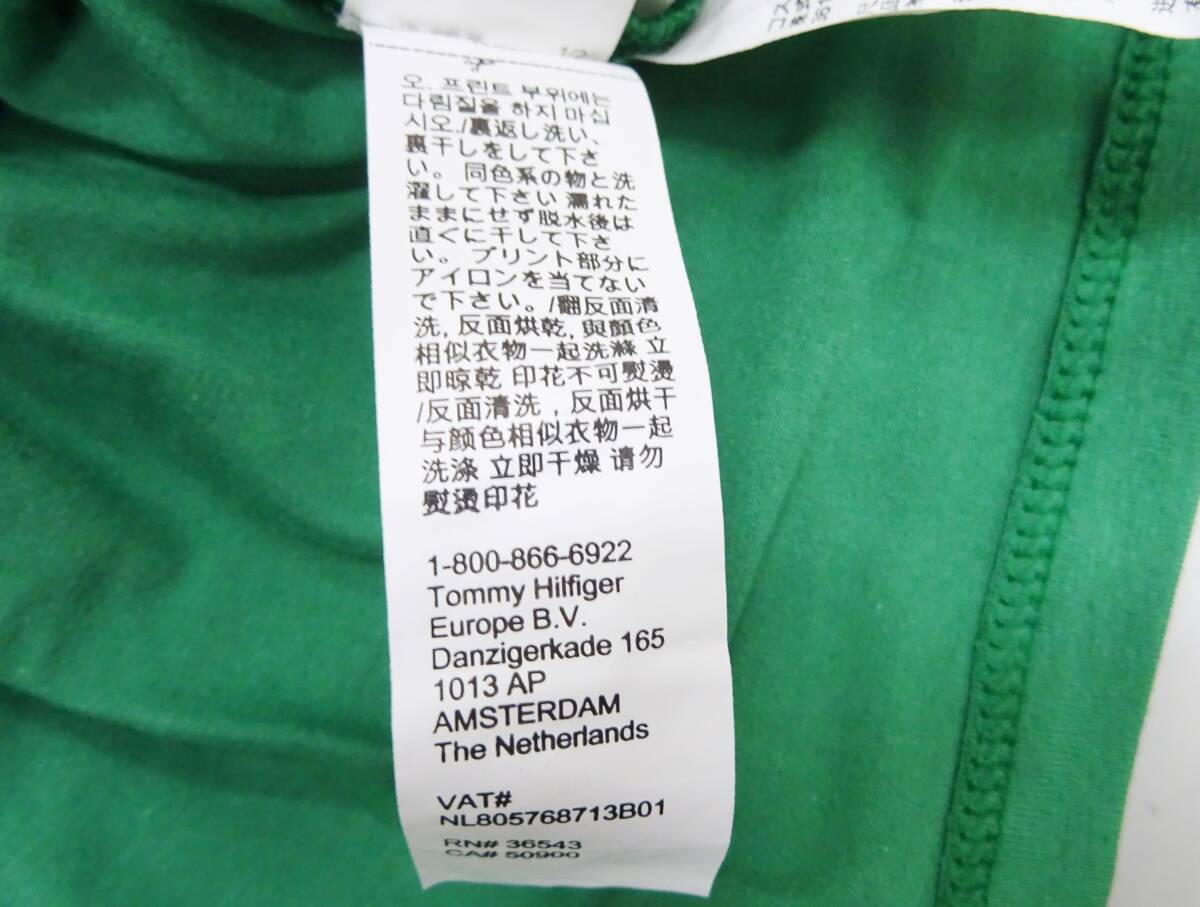 오. 프린트 부위에는
다림질을 하지 마십
시오./裏返し洗い、
裏干しをして下さ
い。 同色系の物と洗
濯して下さい 濡れた
ままにせず脱水後は
直ぐに干して下さ
い。 プリント部分に
アイロンを当てない
で下さい。/翻反面清
洗, 反面烘乾, 與顏色
相似衣物一起洗滌 立
即晾乾 印花不可熨燙
/反面清洗 , 反面烘干
与颜色相似衣物一起
洗涤 立即干燥 请勿
熨烫印花
1-800-866-6922
Tommy Hilfiger
Europe B.V.
Danzigerkade 165
1013 AP
AMSTERDAM
The Netherlands
VAT#
NL805768713B01
RN# 36543
CA# 50900